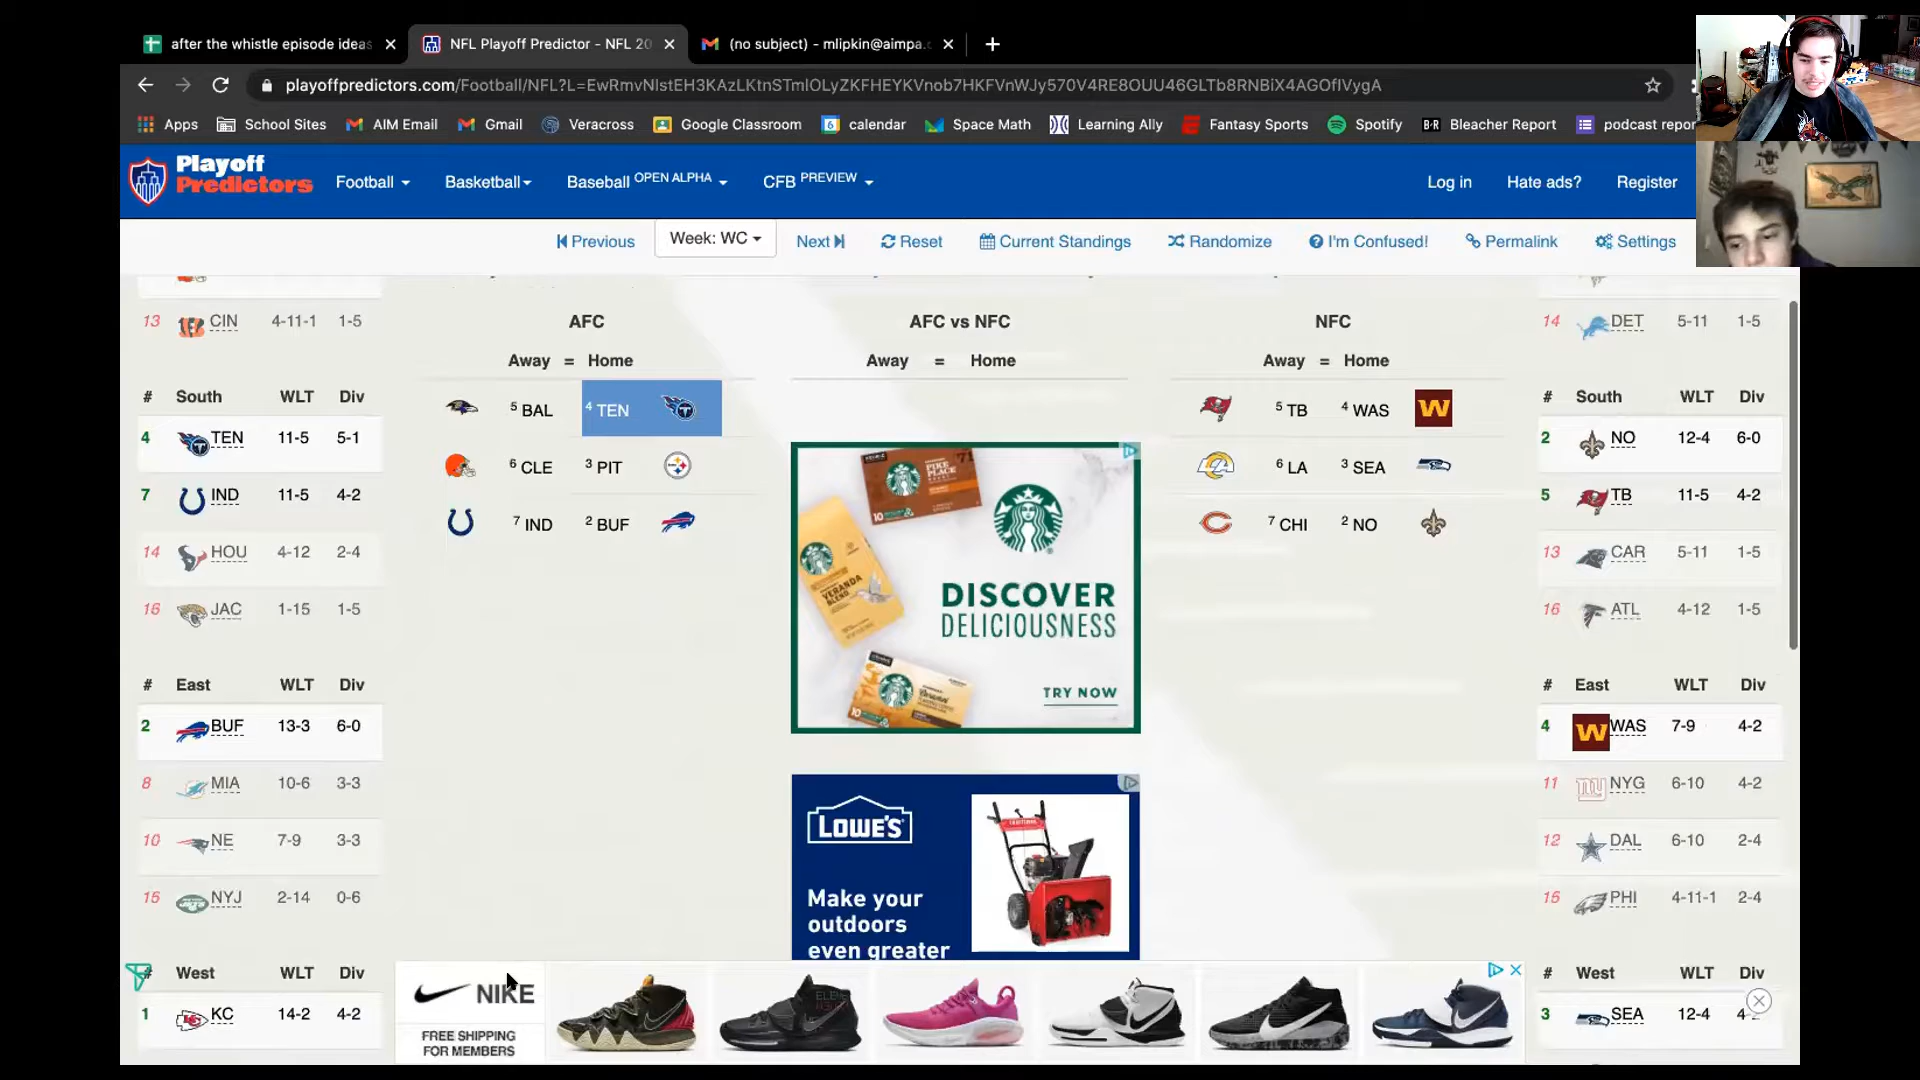 after the whistle episode ideas
NFL Playoff Predictor - NFL 20
(no subject) - mlipkin@aimpa.
playoffpredictors.com/Football/NFL?L=EwRmvNlstEH3KAzLKtnSTmlOLyZKFHEYKVnob7HKFVnWJy570V4RE8OUU46GLTb8RNBiX4AGOfIVygA
Apps School Sites AIM Email Gmail Veracross Google Classroom calendar Space Math Learning Ally Fantasy Sports Spotify B/R Bleacher Report podcast repor
Playoff
Predictors
Football Basketball Baseball OPEN ALPHA CFB PREVIEW Log in Hate ads? Register
Previous Week: WC Next Reset Current Standings Randomize I'm Confused! Permalink Settings
AFC AFC vs NFC NFC
Away = Home Away = Home Away = Home
5 BAL 4 TEN
6 CLE 3 PIT
7 IND 2 BUF
5 TB 4 WAS W
6 LA 3 SEA
7 CHI 2 NO
13 CIN 4-11-1 1-5
# South WLT Div
4 TEN 11-5 5-1
7 IND 11-5 4-2
14 HOU 4-12 2-4
16 JAC 1-15 1-5
# East WLT Div
2 BUF 13-3 6-0
8 MIA 10-6 3-3
10 NE 7-9 3-3
15 NYJ 2-14 0-6
# West WLT Div
1 KC 14-2 4-2
14 DET 5-11 1-5
# South WLT Div
2 NO 12-4 6-0
5 TB 11-5 4-2
13 CAR 5-11 1-5
16 ATL 4-12 1-5
# East WLT Div
4 W WAS 7-9 4-2
11 ny NYG 6-10 4-2
12 DAL 6-10 2-4
15 PHI 4-11-1 2-4
# West WLT Div
3 SEA 12-4
PIKE
PLACE
VERANDA
BLEND
DISCOVER
DELICIOUSNESS
TRY NOW
LOWE'S
Make your
outdoors
even greater
NIKE
FREE SHIPPING
FOR MEMBERS